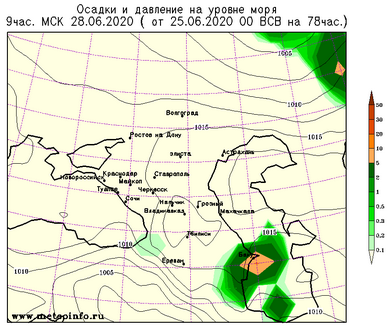 Осадки и давление на уровне моря
9час. МСК 28.06.2020 ( от 25.06.2020 00 ВСВ на 78час.)
1010
1005
Волгоград
1015
Ростов на Дону
1015
Элиста
Астрахань
Новороссийск
Краснодар
Ставрополь
Майкоп
Туапсе
Черкесск
Сочи
Нальчик
Грозный
Владикавказ
Махачкала
Тбилиси
1015
1010
Ереван
1010
1005
1010
50
30
20
10
5
2
1
0.5
0.3
0.2
0.1
www.meteoinfo.ru